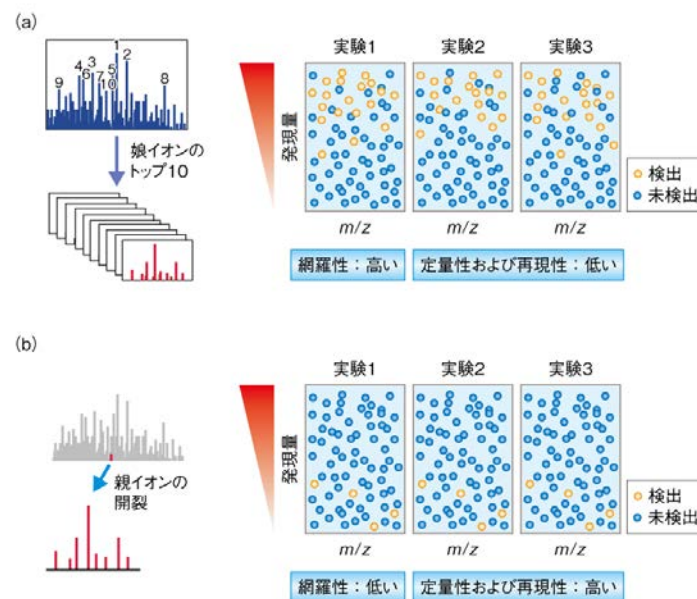 (a)
実験1 実験2 実験3
1
2
3
4
6
5
7
10
9
8
発現量
娘イオンの
トップ10
検出
未検出
m/z m/z m/z
網羅性：高い 定量性および再現性：低い
(b)
実験1 実験2 実験3
発現量
親イオンの
開裂
検出
未検出
m/z m/z m/z
網羅性：低い 定量性および再現性：高い